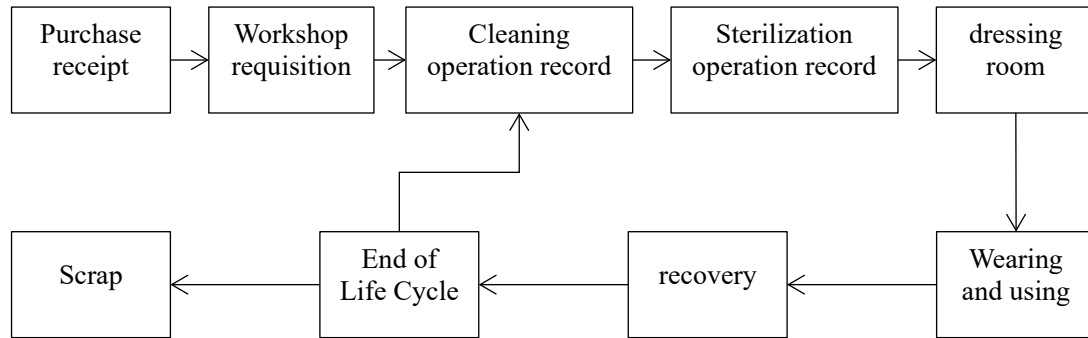 Purchase
receipt
Workshop
requisition
Cleaning
operation record
Sterilization
operation record
dressing
room
Scrap
End of
Life Cycle
recovery
Wearing
and using